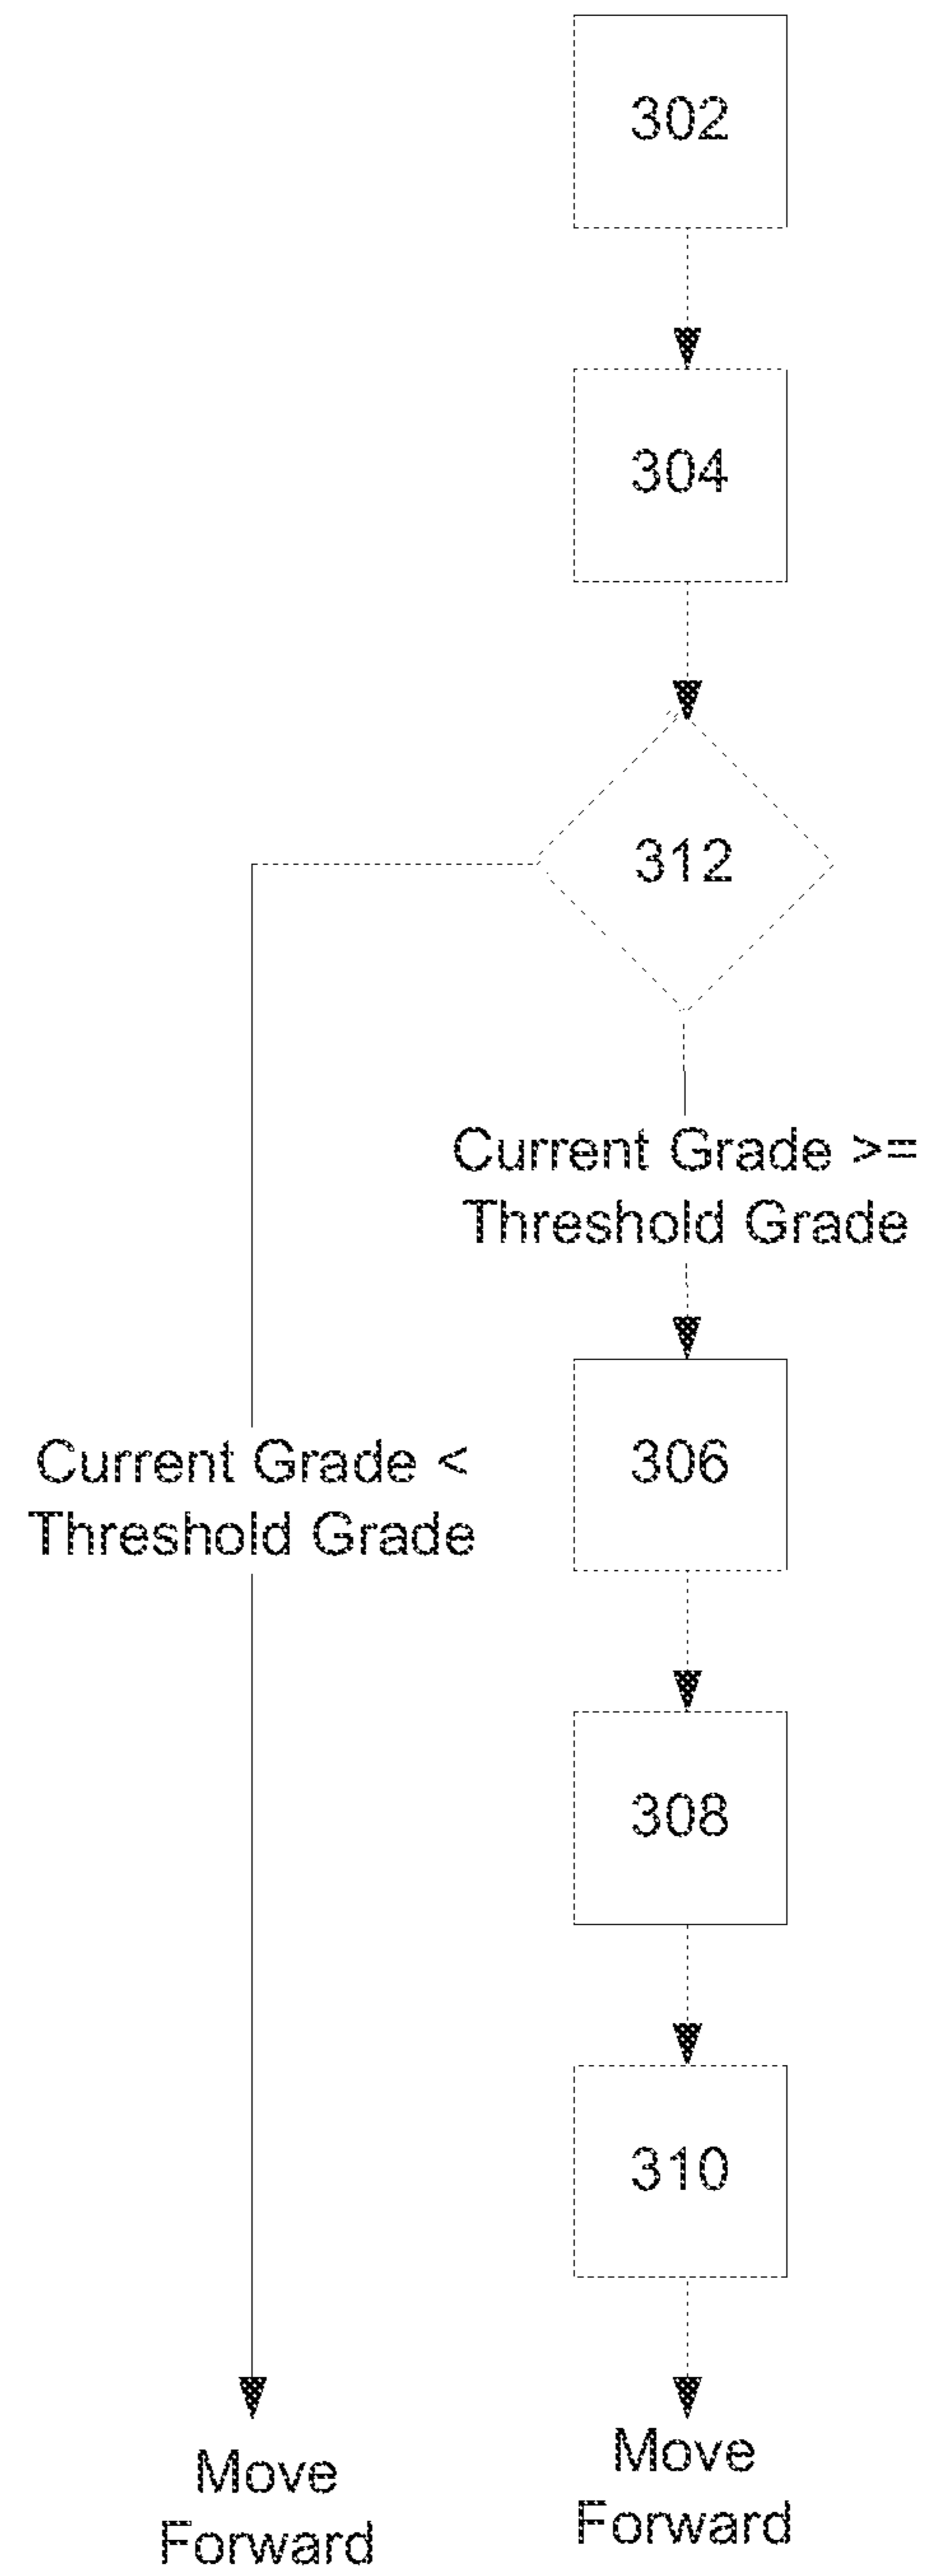 302
304
312
Current Grade >=
Threshold Grade
306
Current Grade <
Threshold Grade
308
310
Move
Forward
Move
Forward